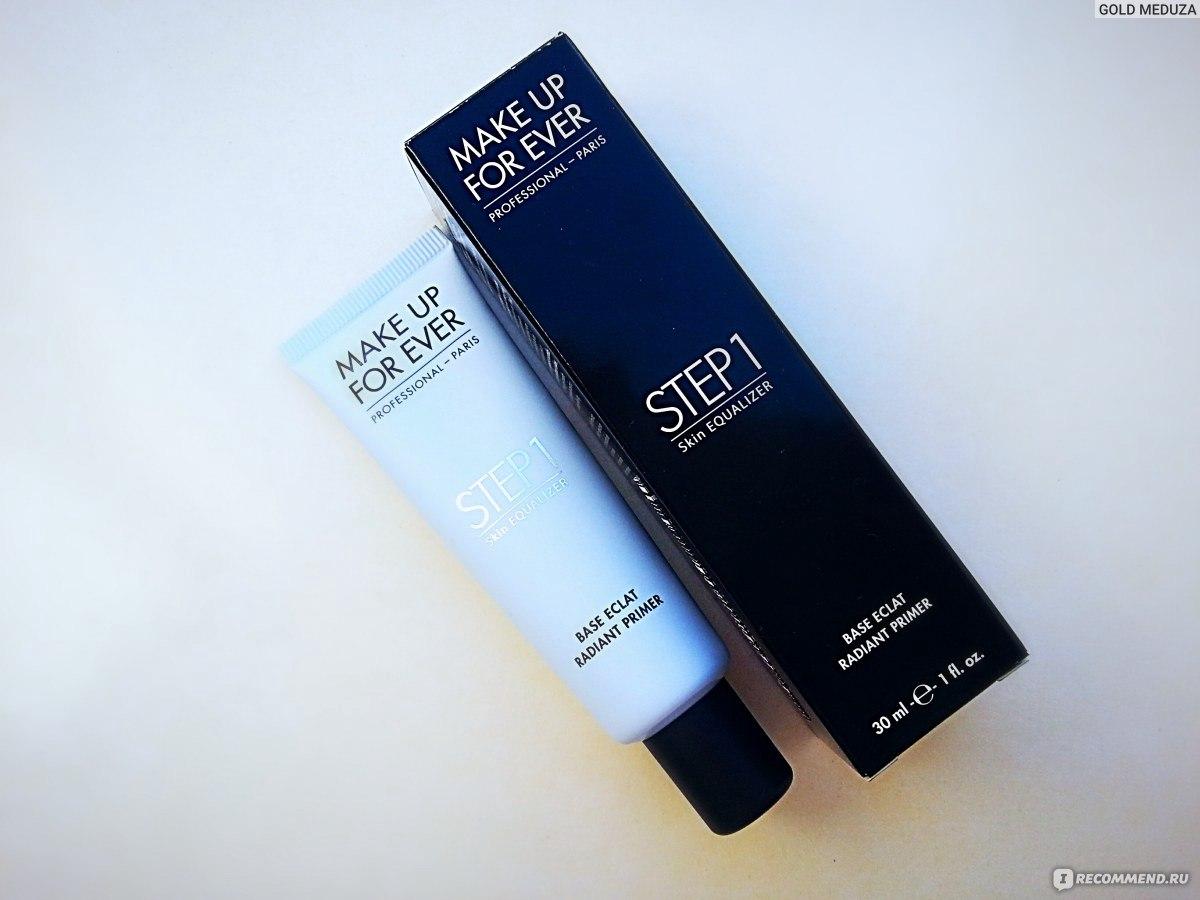 GOLD MEDUZA
MAKE UP
FOR EVER
PROFESSIONAL – PARIS
STEP 1
Skin EQUALIZER
BASE ECLAT
RADIANT PRIMER
MAKE UP
FOR EVER
PROFESSIONAL – PARIS
STEP 1
Skin EQUALIZER
BASE ECLAT
RADIANT PRIMER
30 ml -℮- 1 fl. oz.
IRECOMMEND.RU